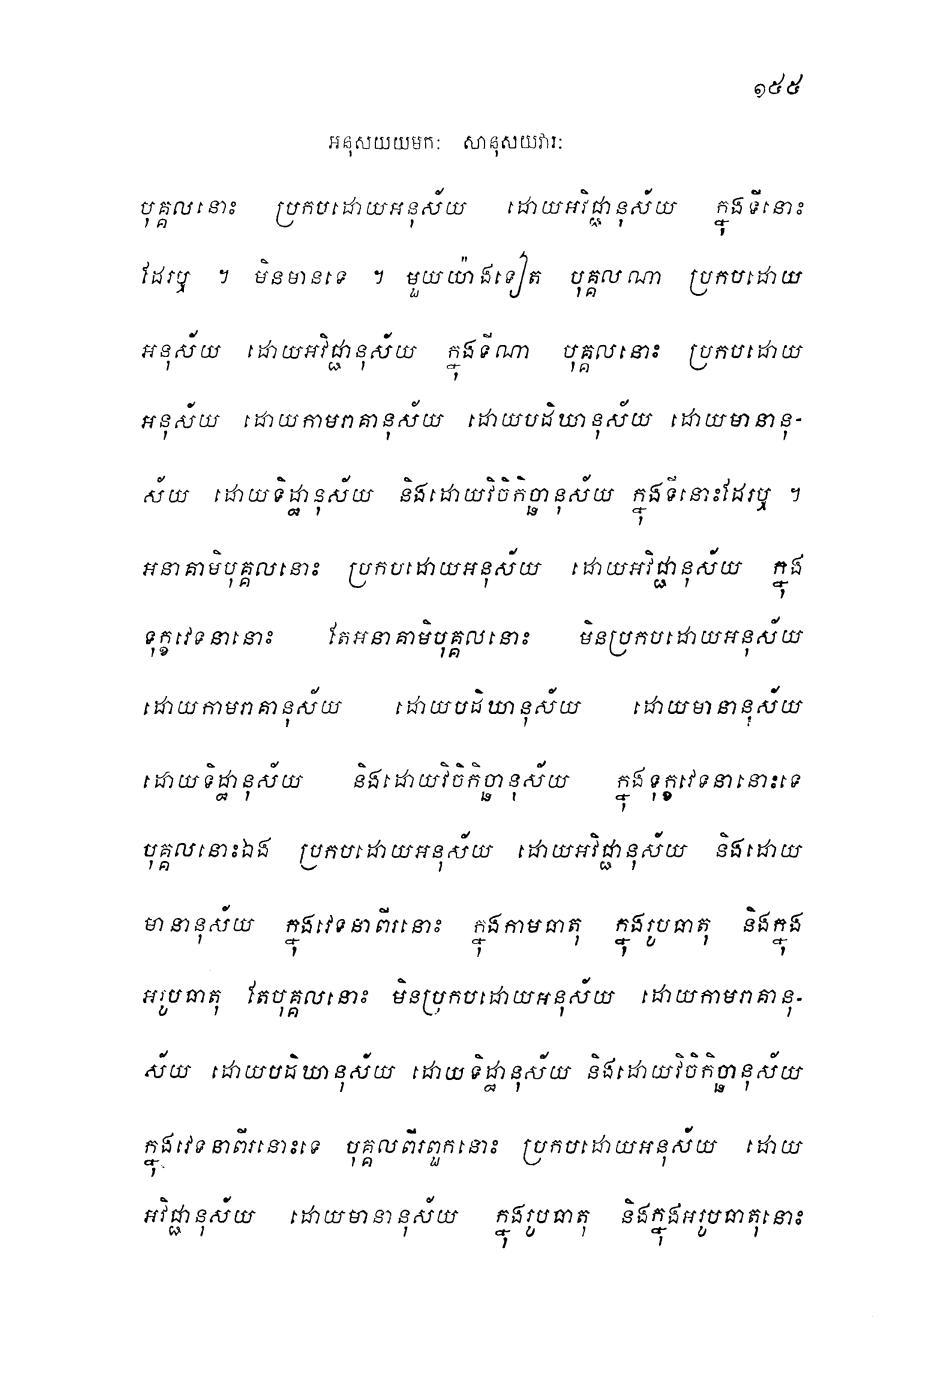 ១៥៥
អនុសយយមកៈ សានុសយវារៈ
បុគ្គលនោះ ប្រកបដោយអនុស័យ ដោយអវិជ្ជានុស័យ ក្នុងទីនោះ
ដែរឬ ។ មិនមានទេ ។ មួយយ៉ាងទៀត បុគ្គលណា ប្រកបដោយ
អនុស័យ ដោយអវិជ្ជានុស័យ ក្នុងទីណា បុគ្គលនោះ ប្រកបដោយ
អនុស័យ ដោយកាមរាគានុស័យ ដោយបដិឃានុស័យ ដោយមានានុ-
ស័យ ដោយទិដ្ឋានុស័យ និងដោយវិចិកិច្ឆានុស័យ ក្នុងទីនោះដែរឬ ។
អនាគាមិបុគ្គលនោះ ប្រកបដោយអនុស័យ ដោយអវិជ្ជានុស័យ ក្នុង
ទុក្ខវេទនានោះ តែអនាគាមិបុគ្គលនោះ មិនប្រកបដោយអនុស័យ
ដោយកាមរាគានុស័យ ដោយបដិឃានុស័យ ដោយមានានុស័យ
ដោយទិដ្ឋានុស័យ និងដោយវិចិកិច្ឆានុស័យ ក្នុងទុក្ខវេទនានោះទេ
បុគ្គលនោះឯង ប្រកបដោយអនុស័យ ដោយអវិជ្ជានុស័យ និងដោយ
មានានុស័យ ក្នុងវេទនាពីរនោះ ក្នុងកាមធាតុ ក្នុងរូបធាតុ និងក្នុង
អរូបធាតុ តែបុគ្គលនោះ មិនប្រកបដោយអនុស័យ ដោយកាមរាគានុ-
ស័យ ដោយបដិឃានុស័យ ដោយទិដ្ឋានុស័យ និងដោយវិចិកិច្ឆានុស័យ
ក្នុងវេទនាពីរនោះទេ បុគ្គលពីរពួកនោះ ប្រកបដោយអនុស័យ ដោយ
អវិជ្ជានុស័យ ដោយមានានុស័យ ក្នុងរូបធាតុ និងក្នុងអរូបធាតុនោះ